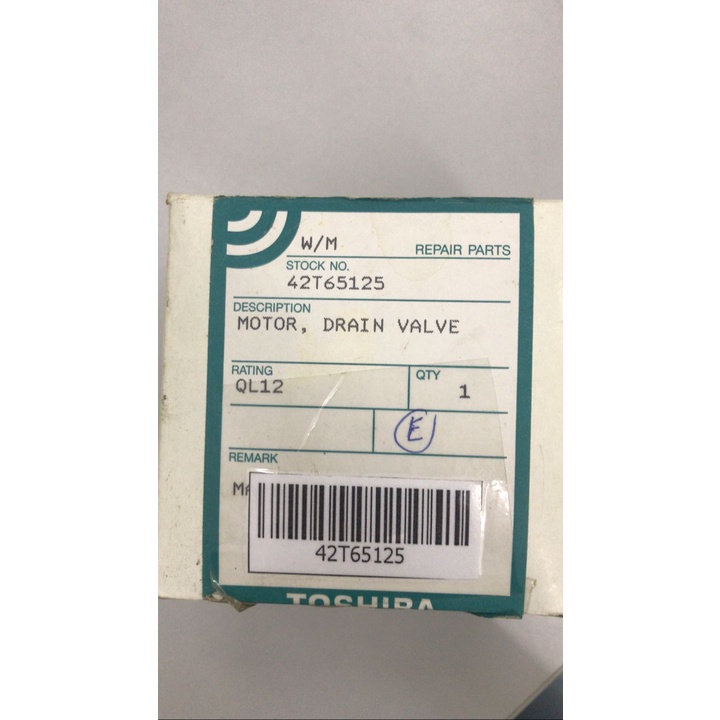 W/M REPAIR PARTS
STOCK NO.
42T65125
DESCRIPTION
MOTOR, DRAIN VALVE
RATING QTY
QL12 1
E
REMARK
42T65125
TOSHIBA